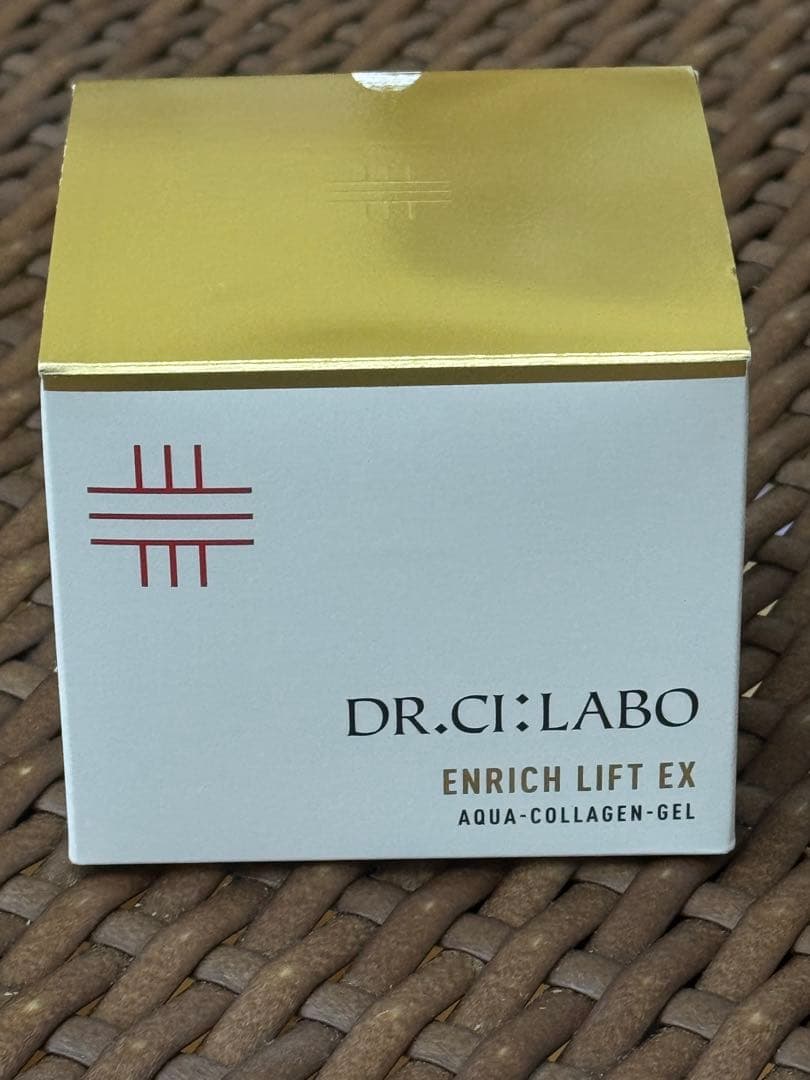 DR.CI:LABO
ENRICH LIFT EX
AQUA-COLLAGEN-GEL